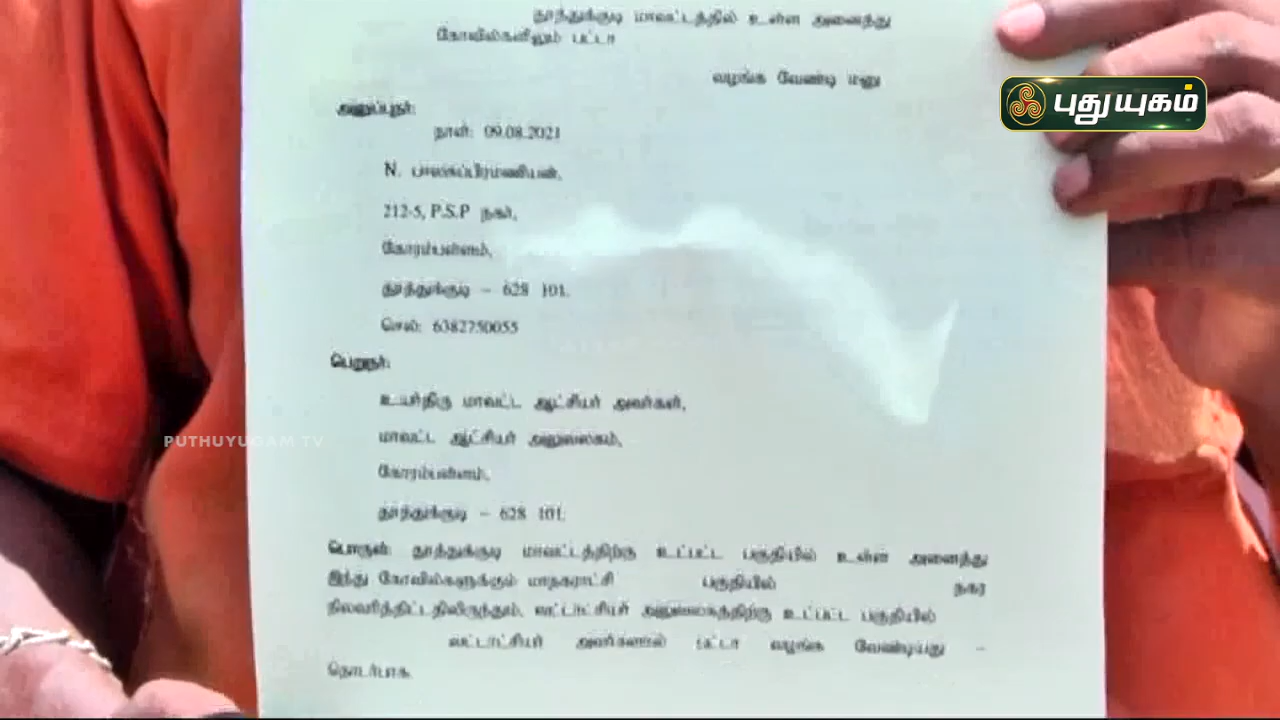 தூத்துக்குடி மாவட்டத்தில் உள்ள அனைத்து
கோவில்களிலும் பட்டா
வழங்க வேண்டி மனு
புதுயுகம்
அனுப்புநர்:
நாள்: 09.08.2021
N. பாலசுப்பிரமணியன்,
212-5, P.S.P நகர்,
கோரம்பள்ளம்,
தூத்துக்குடி – 628 101.
செல்: 6382750055
பெறுநர்:
உயர்திரு மாவட்ட ஆட்சியர் அவர்கள்,
மாவட்ட ஆட்சியர் அலுவலகம்,
PUTHUYUGAM TV
கோரம்பள்ளம்,
தூத்துக்குடி – 628 101.
பொருள்: தூத்துக்குடி மாவட்டத்திற்கு உட்பட்ட பகுதியில் உள்ள அனைத்து
இந்து கோவில்களுக்கும் மாநகராட்சி பகுதியில் நகர
நிலவரித்திட்டதிலிருந்தும், வட்டாட்சியர் அலுவலகத்திற்கு உட்பட்ட பகுதியில்
வட்டாட்சியர் அவர்களால் பட்டா வழங்க வேண்டியது –
தொடர்பாக.